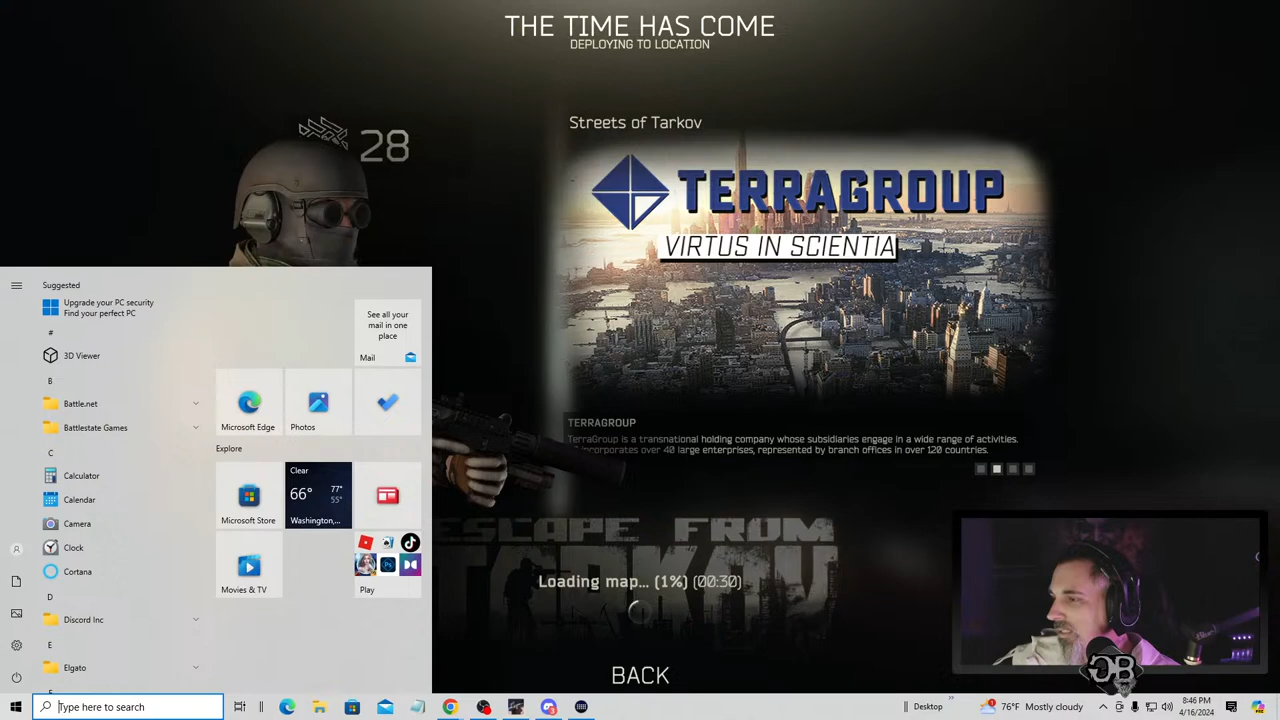 THE TIME HAS COME
DEPLOYING TO LOCATION
28
Streets of Tarkov
TERRAGROUP
VIRTUS IN SCIENTIA
TERRAGROUP
TerraGroup is a transnational holding company whose subsidiaries engage in a wide range of activities.
incorporates over 40 large enterprises, represented by branch offices in over 120 countries.
ESCAPE FROM
TARKOV
Loading map... (1%) (00:30)
BACK
Suggested
Upgrade your PC security
Find your perfect PC
#
3D Viewer
B
Battle.net
Battlestate Games
C
Calculator
Calendar
Camera
Clock
Cortana
D
Discord Inc
E
Elgato
See all your
mail in one
place
Mail
Microsoft Edge
Photos
Explore
Microsoft Store
Clear
66°
77°
55°
Washington,...
Movies & TV
Play
Type here to search
Desktop
76°F Mostly cloudy
8:46 PM
4/16/2024